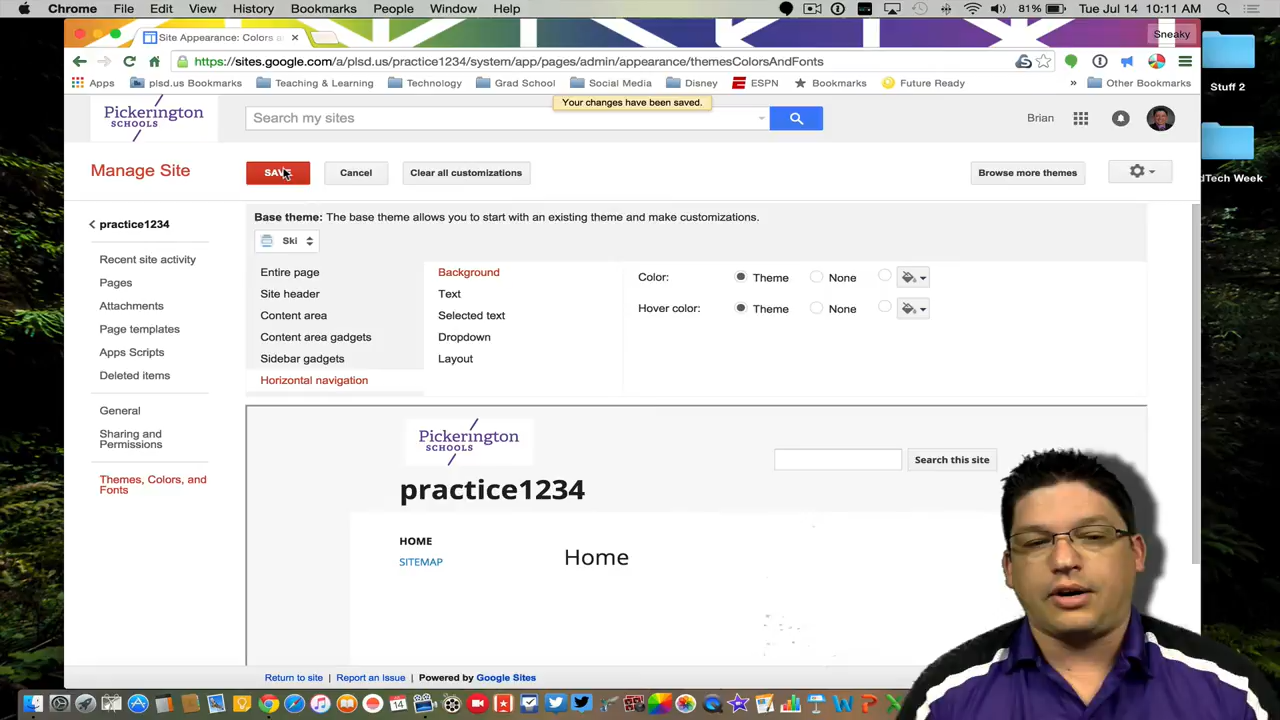 Chrome File Edit View History Bookmarks People Window Help 81% Tue Jul 14 10:11 AM
Site Appearance: Colors a Sneaky
https://sites.google.com/a/plsd.us/practice1234/system/app/pages/admin/appearance/themesColorsAndFonts
Apps plsd.us Bookmarks Teaching & Learning Technology Grad School Social Media Disney ESPN Bookmarks Future Ready » Other Bookmarks
Stuff 2
Your changes have been saved.
Pickerington
SCHOOLS
Search my sites
Brian
Manage Site
SAVE Cancel Clear all customizations Browse more themes
dTech Week
Base theme: The base theme allows you to start with an existing theme and make customizations.
practice1234
Ski
Recent site activity
Pages
Attachments
Page templates
Apps Scripts
Deleted items
General
Sharing and
Permissions
Themes, Colors, and
Fonts
Entire page
Site header
Content area
Content area gadgets
Sidebar gadgets
Horizontal navigation
Background
Text
Selected text
Dropdown
Layout
Color: Theme None
Hover color: Theme None
Pickerington
SCHOOLS
Search this site
practice1234
HOME
SITEMAP
Home
Return to site | Report an Issue | Powered by Google Sites
14